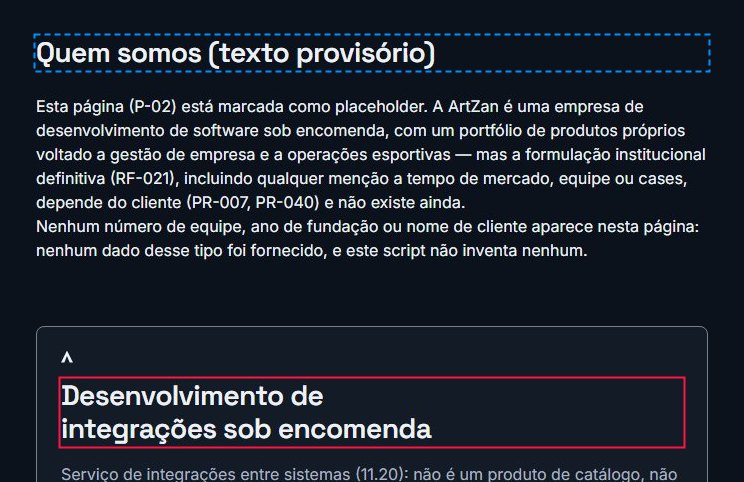 Quem somos (texto provisório)
Esta página (P-02) está marcada como placeholder. A ArtZan é uma empresa de
desenvolvimento de software sob encomenda, com um portfólio de produtos próprios
voltado a gestão de empresa e a operações esportivas — mas a formulação institucional
definitiva (RF-021), incluindo qualquer menção a tempo de mercado, equipe ou cases,
depende do cliente (PR-007, PR-040) e não existe ainda.
Nenhum número de equipe, ano de fundação ou nome de cliente aparece nesta página:
nenhum dado desse tipo foi fornecido, e este script não inventa nenhum.
Desenvolvimento de
integrações sob encomenda
Serviço de integrações entre sistemas (11.20): não é um produto de catálogo, não